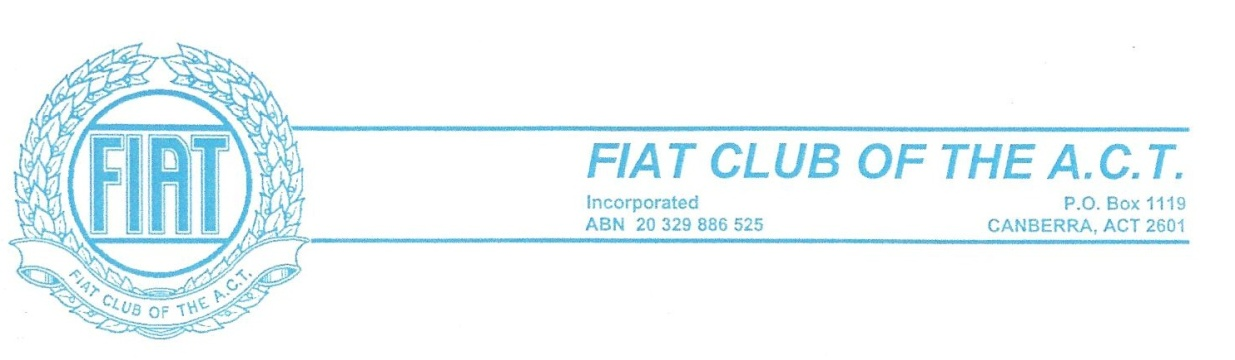 FIAT
FIAT CLUB OF THE A.C.T.
FIAT CLUB OF THE A.C.T.
Incorporated
P.O. Box 1119
ABN 20 329 886 525
CANBERRA, ACT 2601